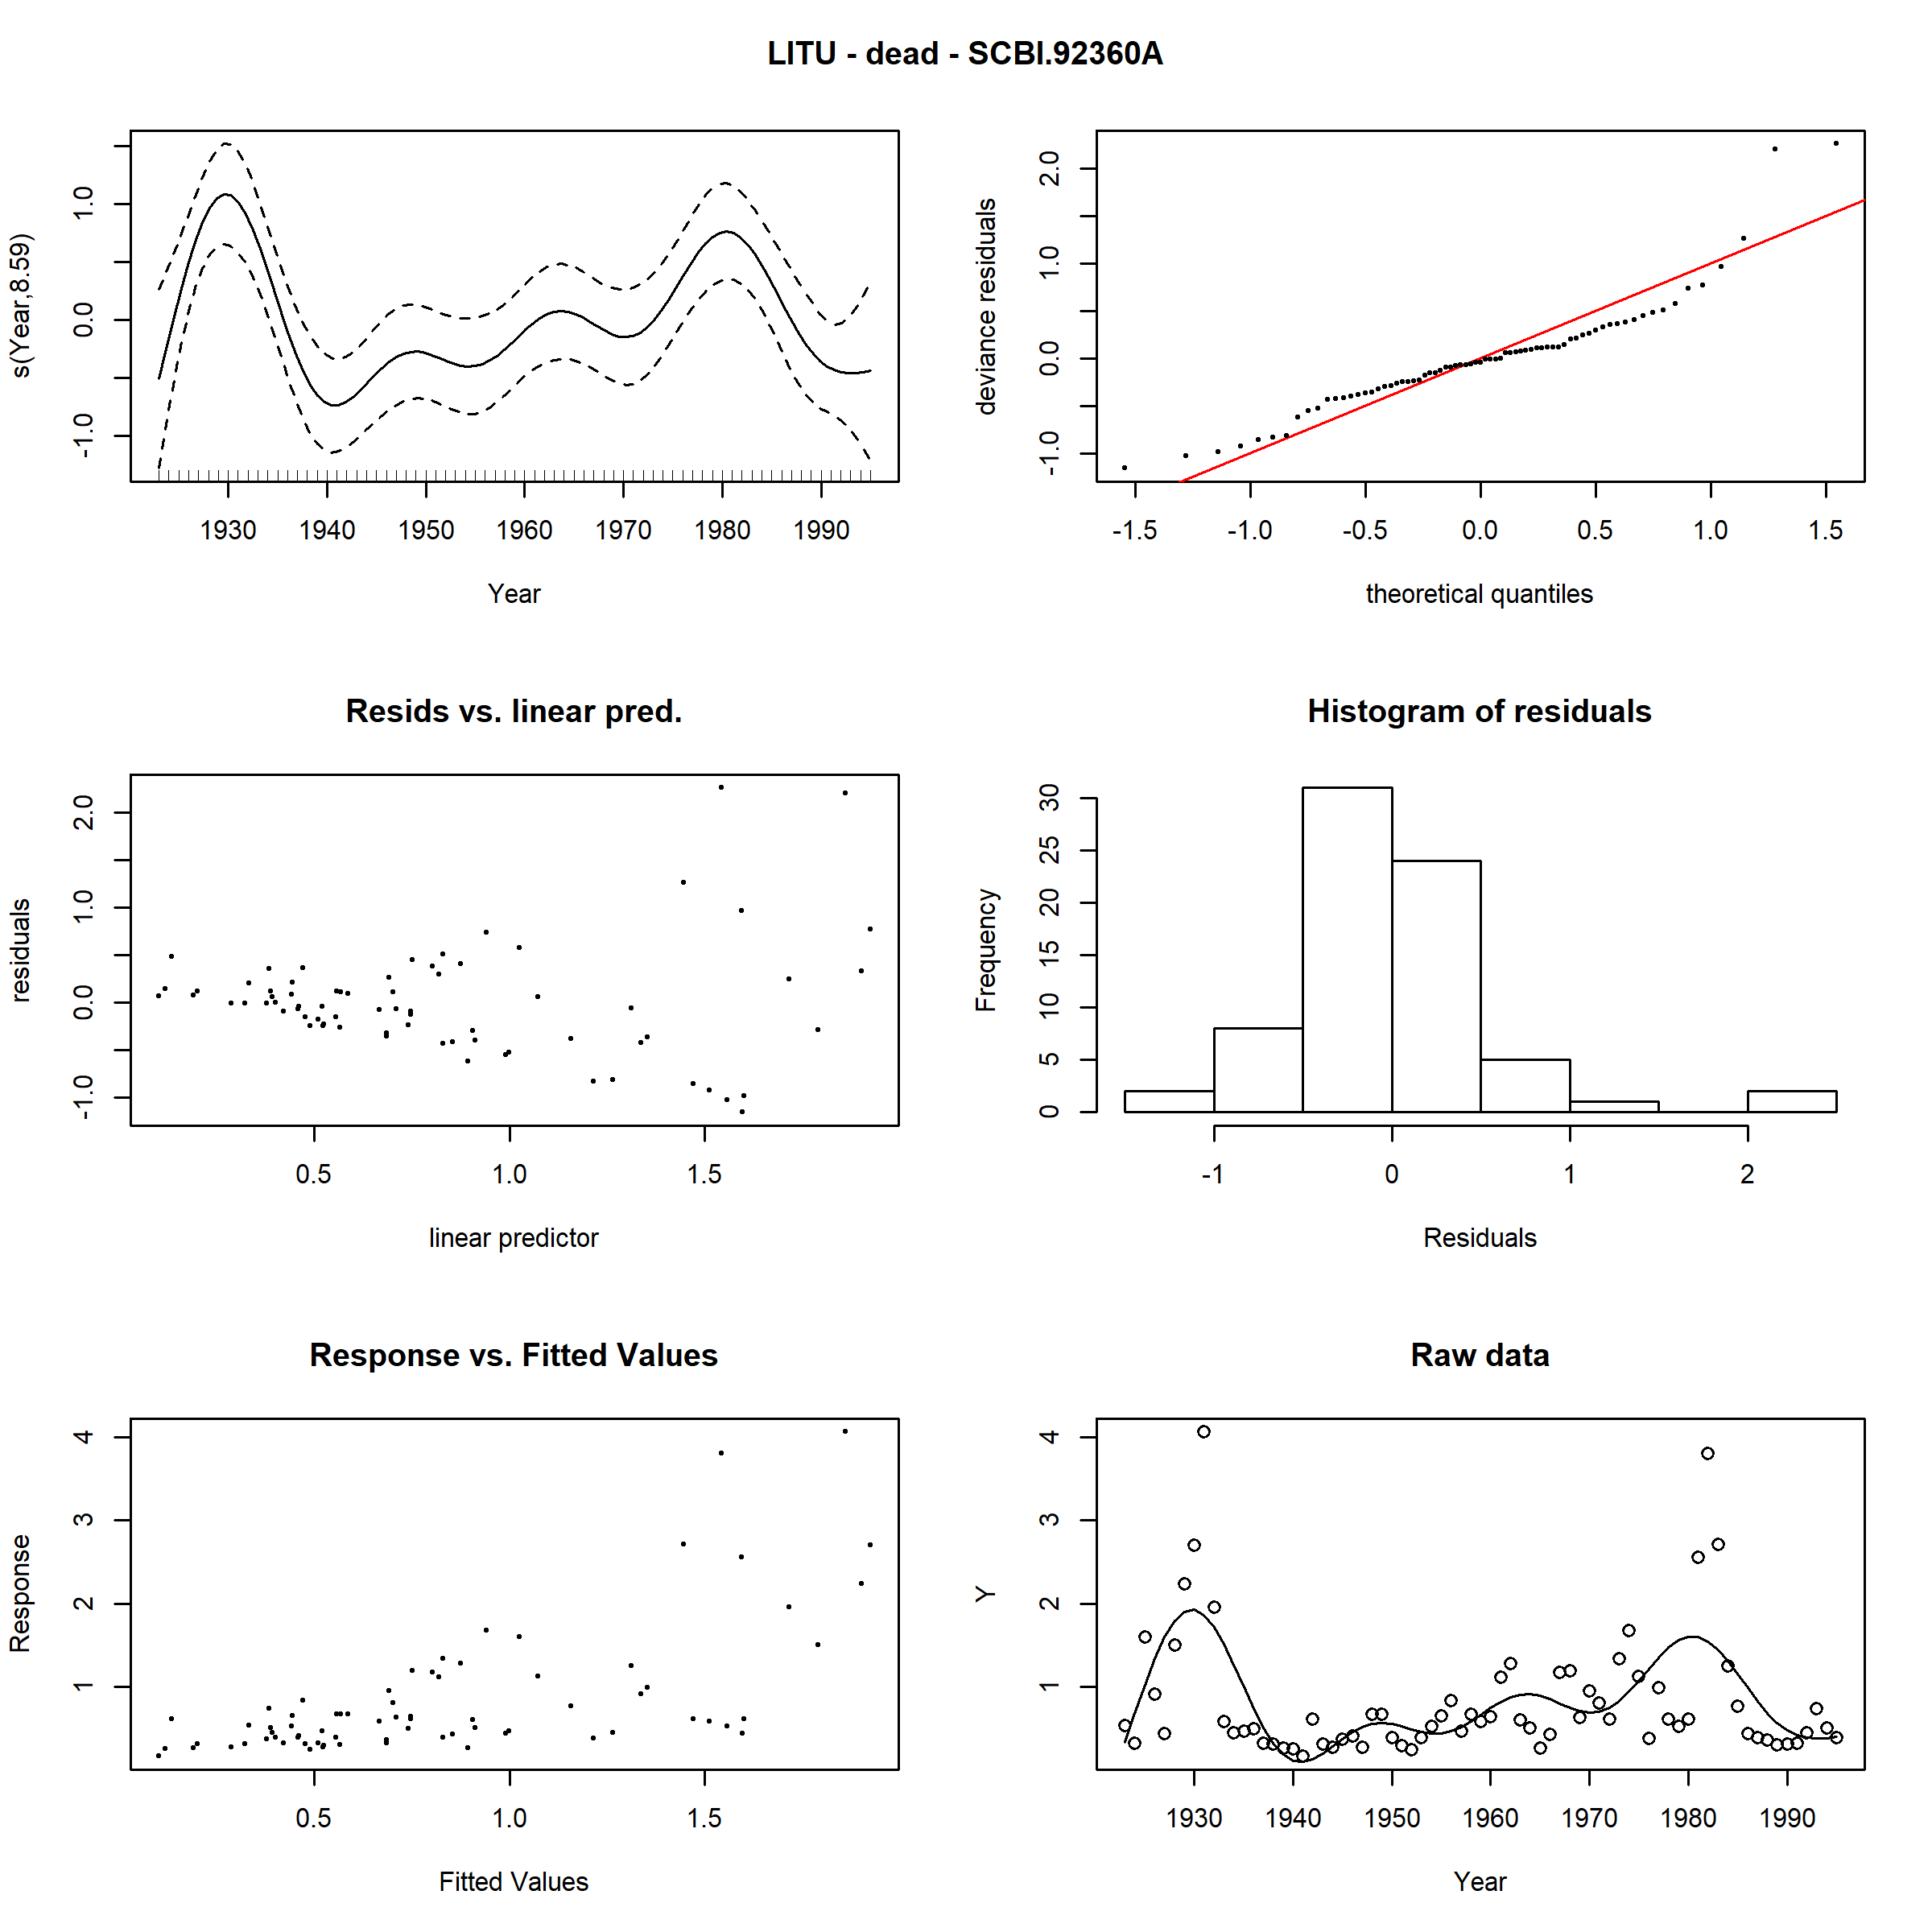 LITU - dead - SCBI.92360A
s(Year,8.59)
-1.0 0.0 1.0
1930 1940 1950 1960 1970 1980 1990
Year
deviance residuals
-1.0 0.0 1.0 2.0
-1.5 -1.0 -0.5 0.0 0.5 1.0 1.5
theoretical quantiles
Resids vs. linear pred.
residuals
-1.0 0.0 1.0 2.0
0.5 1.0 1.5
linear predictor
Histogram of residuals
Frequency
0 5 10 15 20 25 30
-1 0 1 2
Residuals
Response vs. Fitted Values
Response
1 2 3 4
0.5 1.0 1.5
Fitted Values
Raw data
Y
1 2 3 4
1930 1940 1950 1960 1970 1980 1990
Year